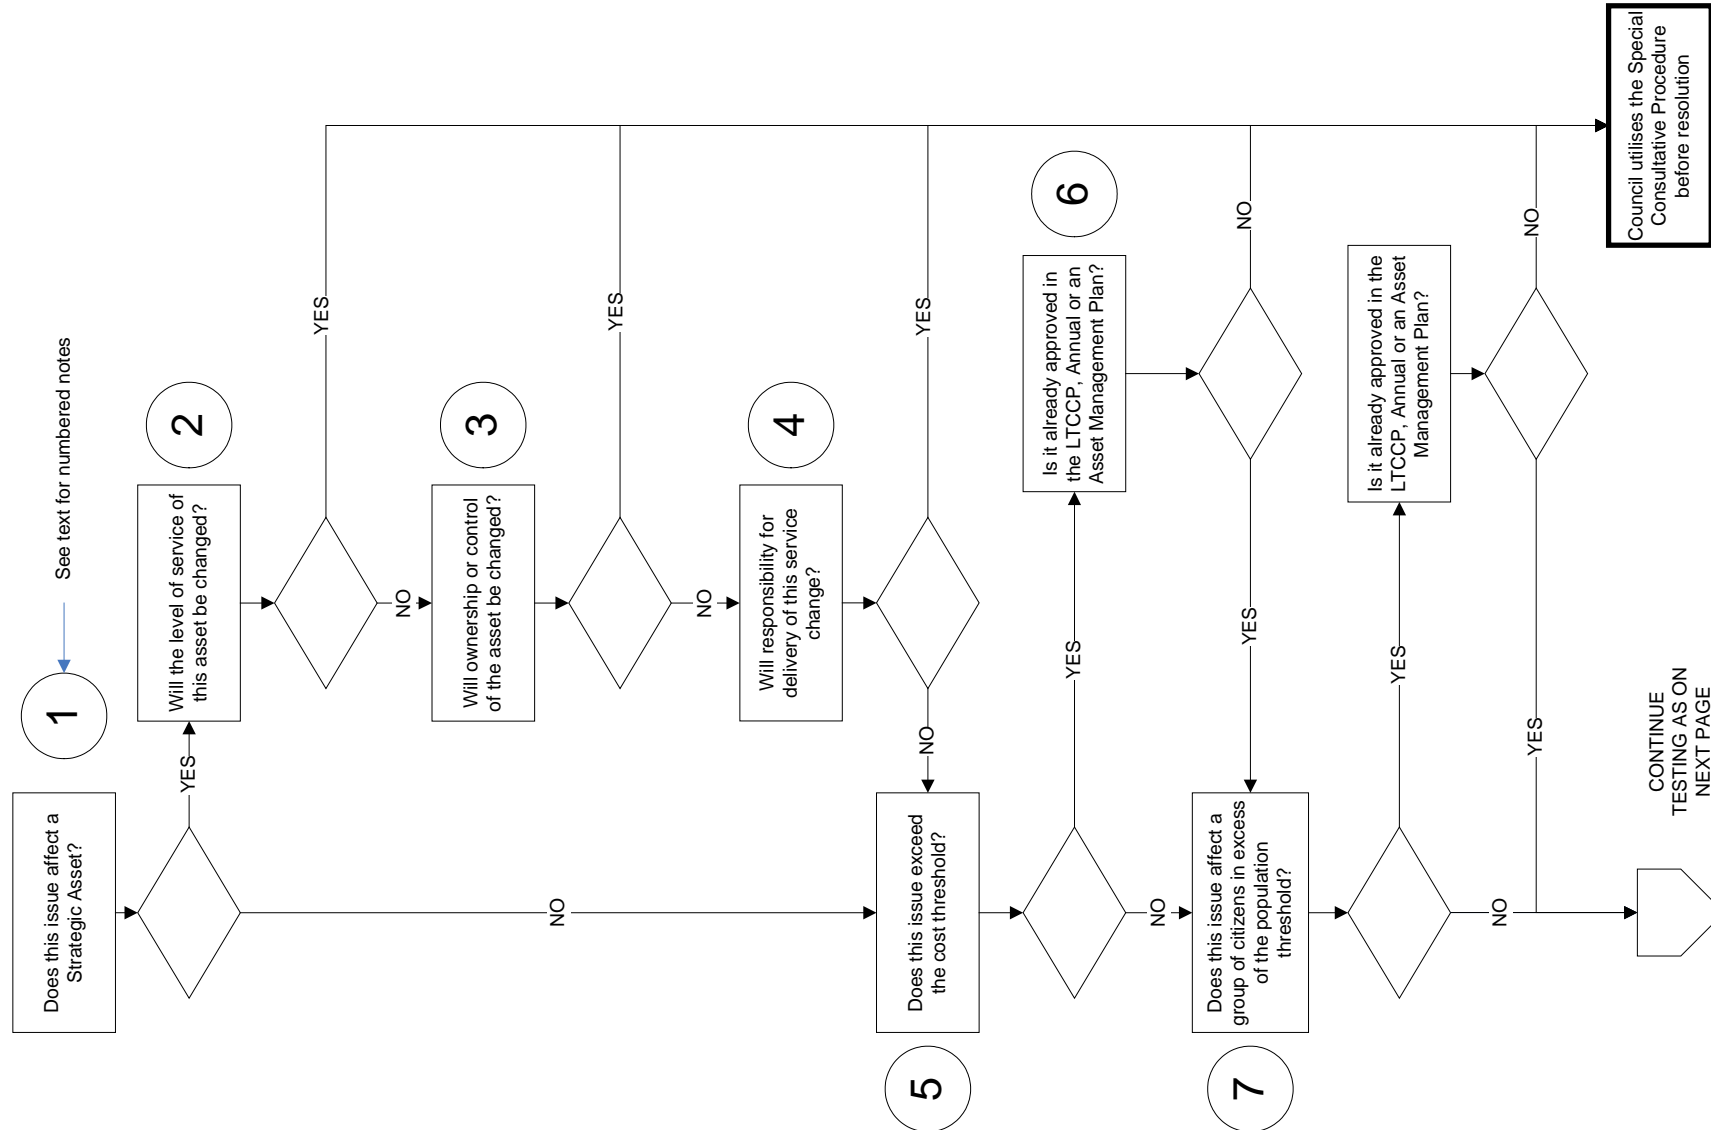 Does this issue affect a
Strategic Asset?
1
See text for numbered notes
YES
NO
Will the level of service of
this asset be changed?
2
YES
NO
Will ownership or control
of the asset be changed?
3
YES
NO
Will responsibility for
delivery of this service
change?
4
YES
NO
Does this issue exceed
the cost threshold?
5
YES
NO
Is it already approved in
the LTCCP, Annual or an
Asset Management Plan?
6
NO
YES
Does this issue affect a
group of citizens in excess
of the population
threshold?
7
YES
NO
Is it already approved in the
LTCCP, Annual or an Asset
Management Plan?
NO
YES
CONTINUE
TESTING AS ON
NEXT PAGE
Council utilises the Special
Consultative Procedure
before resolution